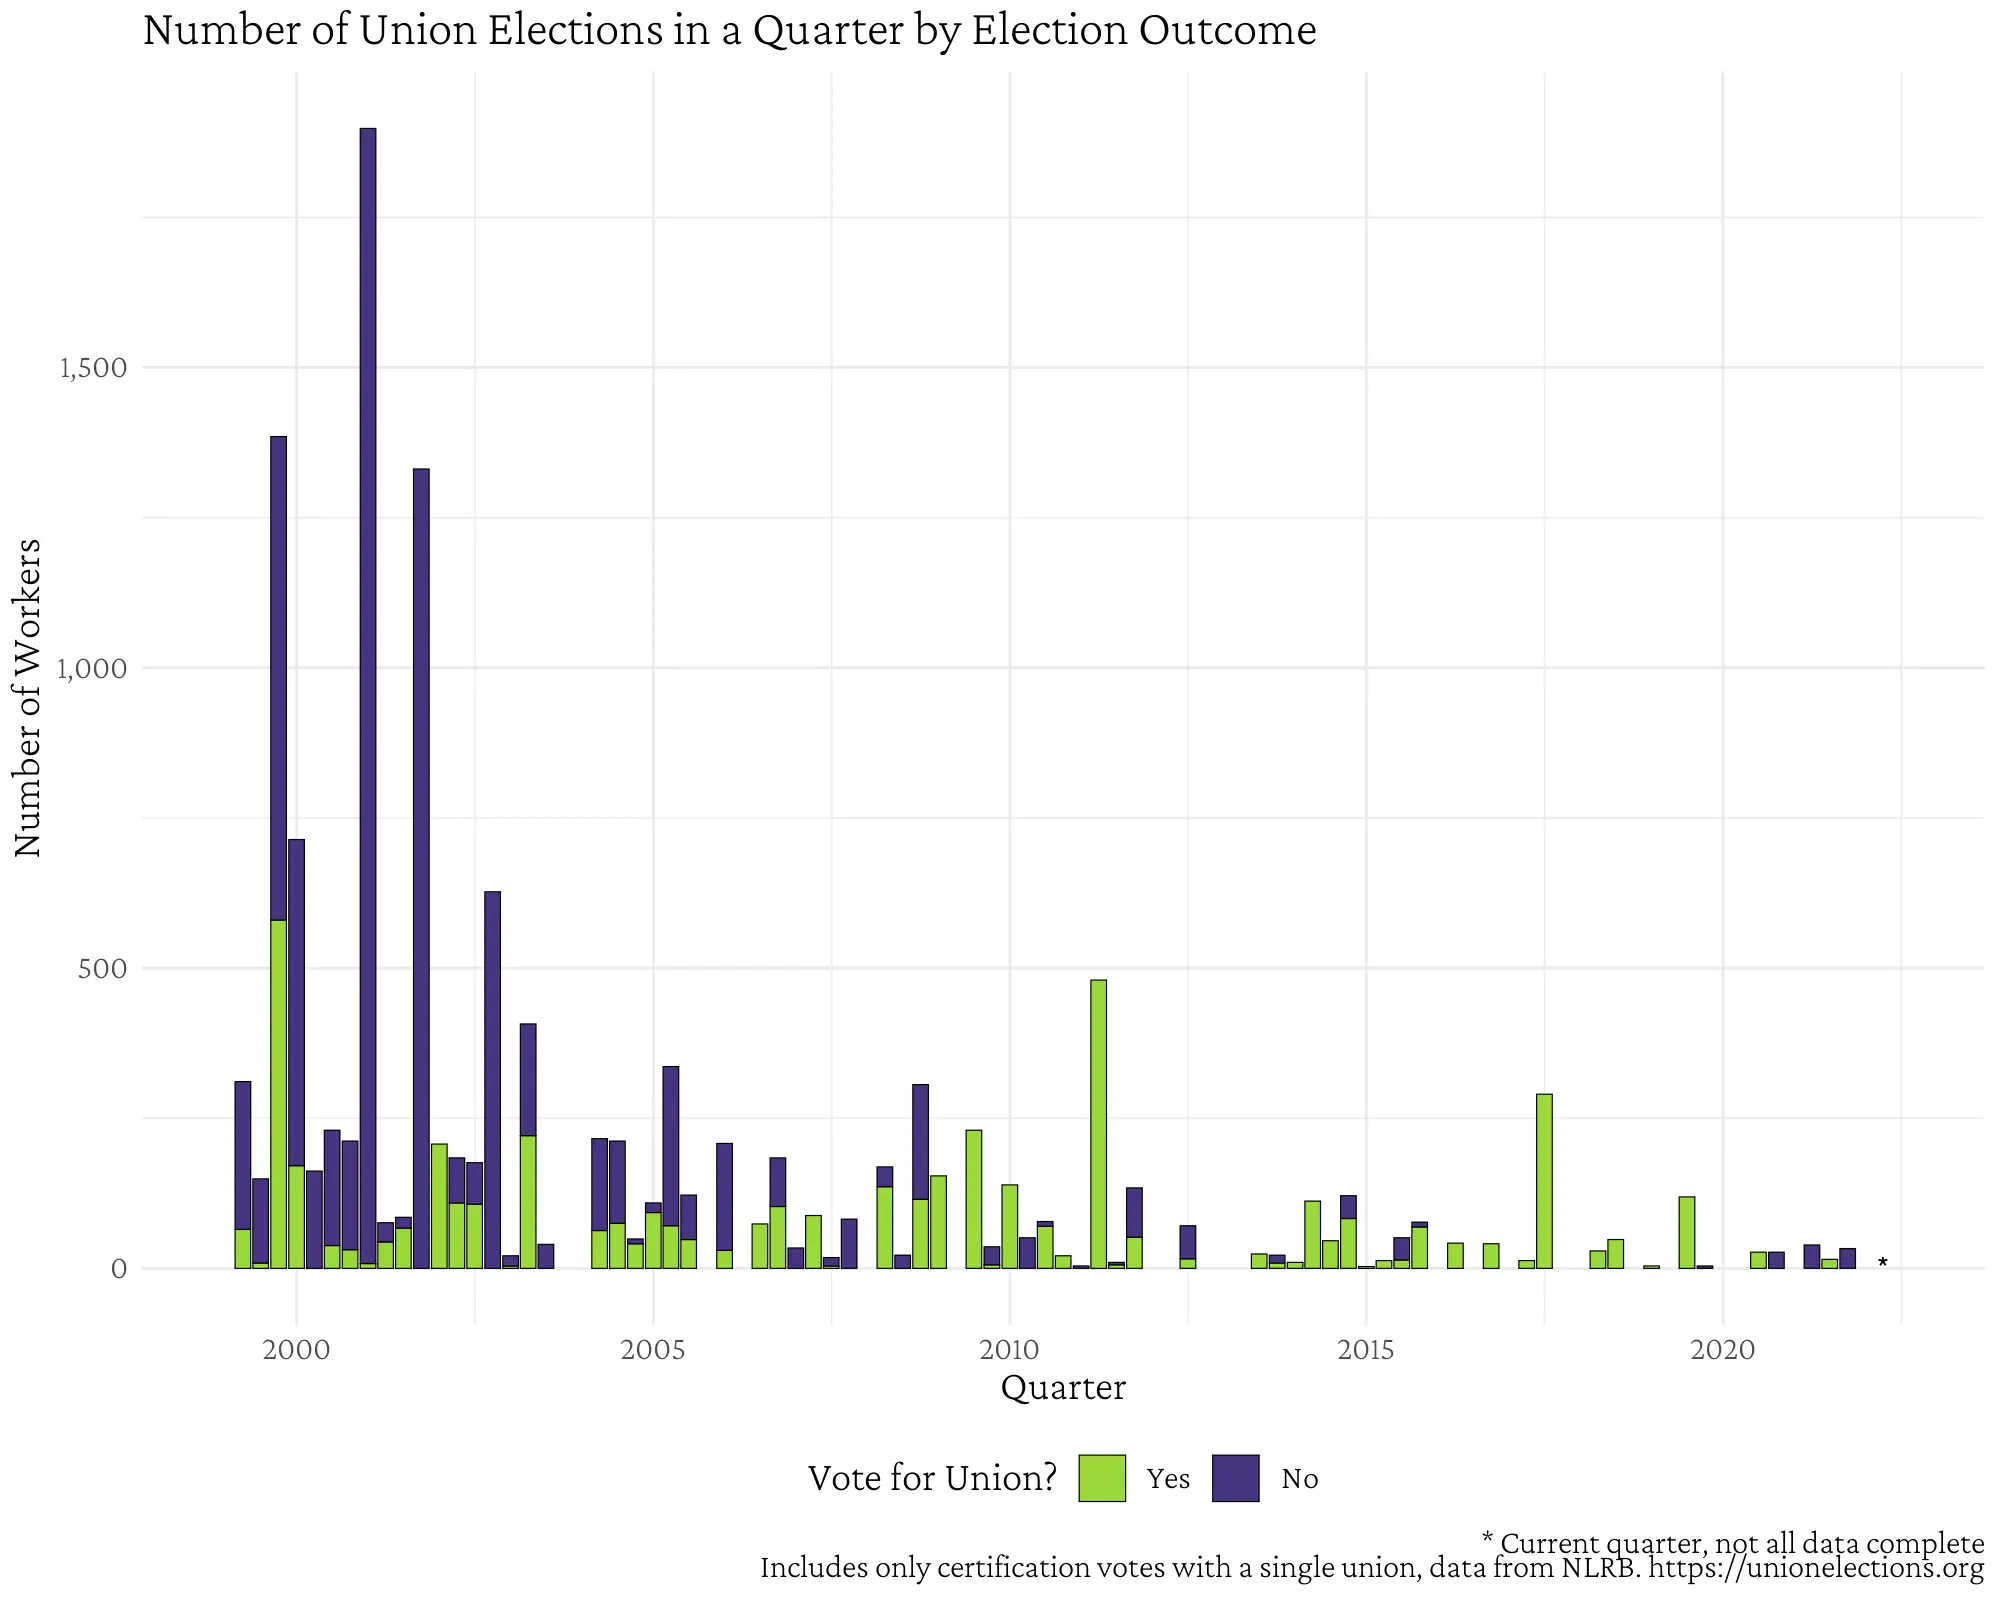 Number of Union Elections in a Quarter by Election Outcome
Number of Workers
1,500
1,000
500
0
*
2000 2005 2010 2015 2020
Quarter
Vote for Union? Yes No
* Current quarter, not all data complete
Includes only certification votes with a single union, data from NLRB. https://unionelections.org